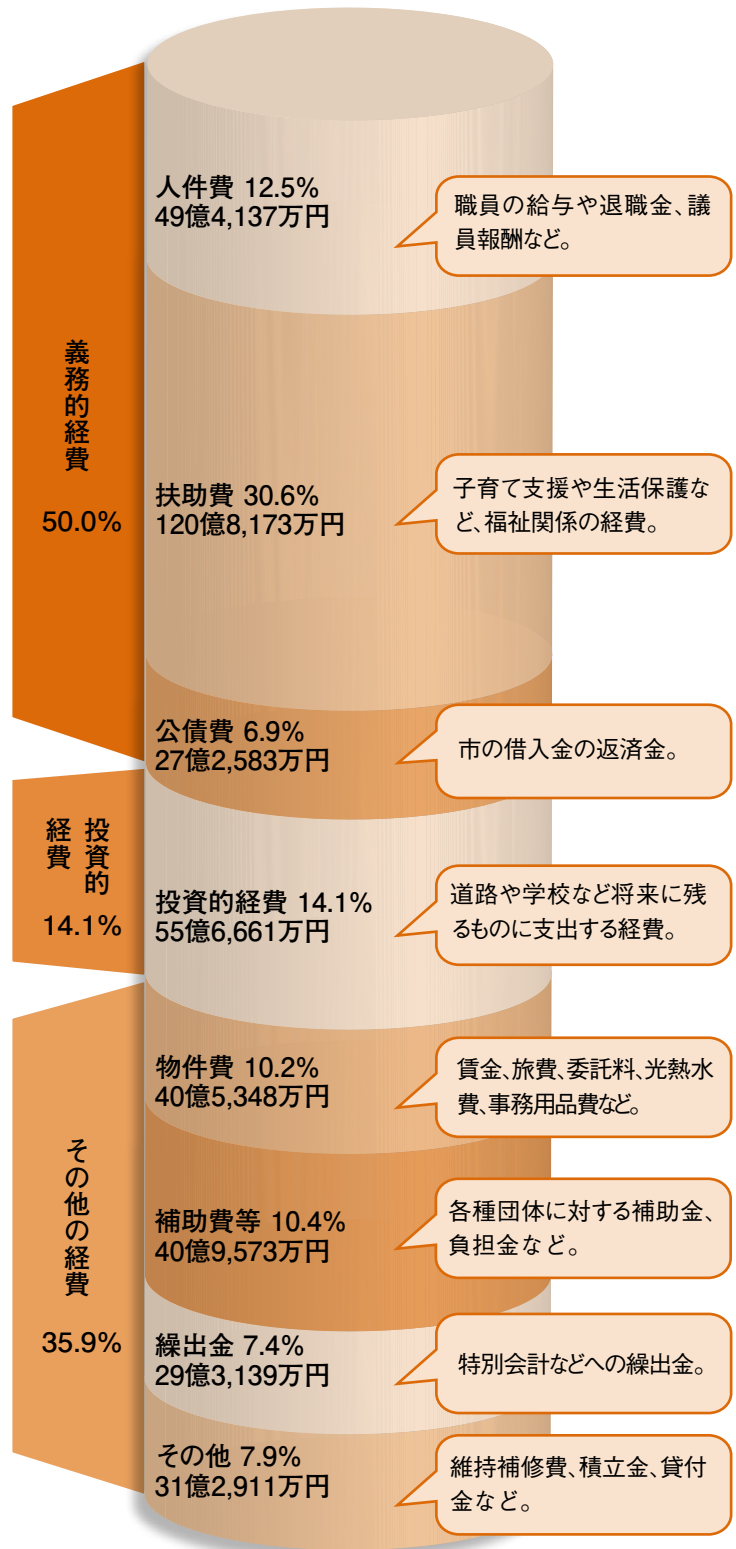 義務的経費
50.0%
人件費 12.5%
49億4,137万円
職員の給与や退職金、議
員報酬など。
扶助費 30.6%
120億8,173万円
子育て支援や生活保護な
ど、福祉関係の経費。
公債費 6.9%
27億2,583万円
市の借入金の返済金。
投資的
経費
14.1%
投資的経費 14.1%
55億6,661万円
道路や学校など将来に残
るものに支出する経費。
その他の経費
35.9%
物件費 10.2%
40億5,348万円
賃金、旅費、委託料、光熱水
費、事務用品費など。
補助費等 10.4%
40億9,573万円
各種団体に対する補助金、
負担金など。
繰出金 7.4%
29億3,139万円
特別会計などへの繰出金。
その他 7.9%
31億2,911万円
維持補修費、積立金、貸付
金など。